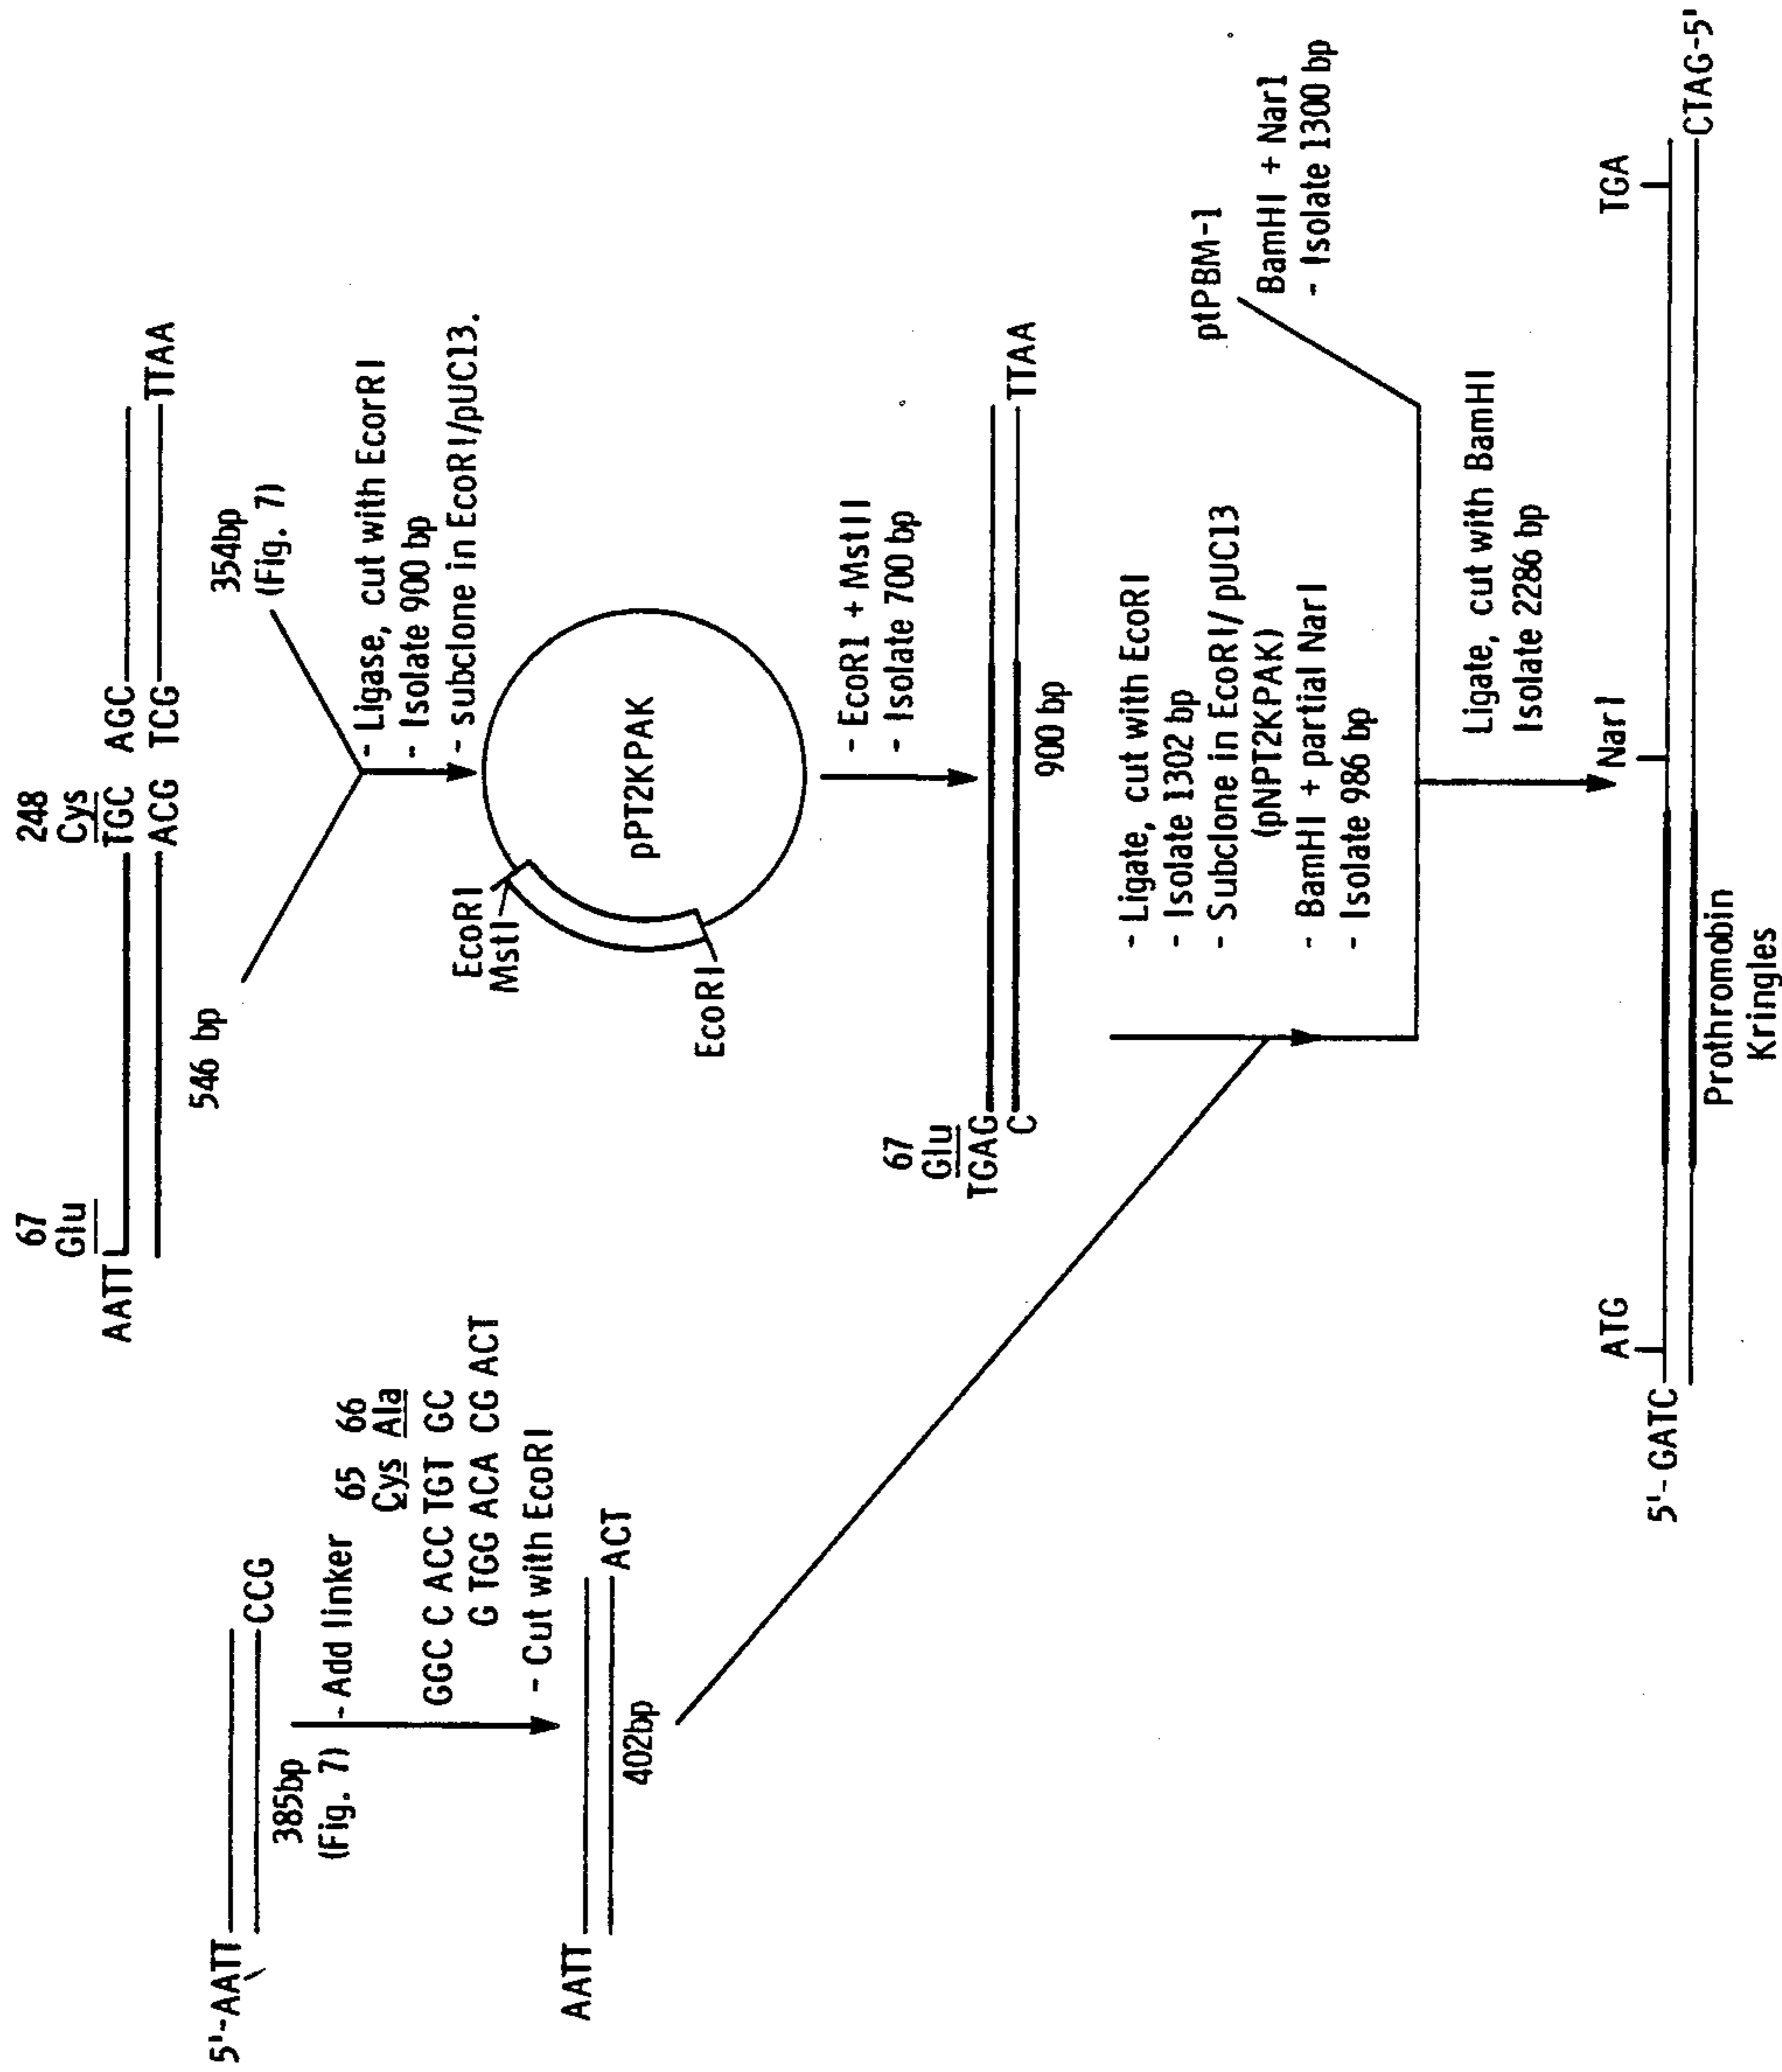 67
Glu
AATT
248
Cys
TGC AGC
ACG TCG
TTAA
546 bp
354bp
(Fig. 7)
- Ligase, cut with EcorRI
- Isolate 900 bp
- subclone in EcoRI/pUC13.
EcoRI
MstI
EcoRI
pPT2KPAK
- EcoRI + MstII
- Isolate 700 bp
67
Glu
TGAG
C
TTAA
900 bp
5'-AATT
CCG
385bp
(Fig. 7)
- Add linker
65 66
Cys Ala
GGC C ACC TGT GC
G TGG ACA CG ACT
- Cut with EcoRI
AATT
ACT
402bp
- Ligate, cut with EcoRI
- Isolate 1302 bp
- Subclone in EcoRI/pUC13
(pNPT2KPAK)
- BamHI + partial NarI
- Isolate 986 bp
ptPBM-1
BamHI + NarI
- Isolate 1300 bp
Ligate, cut with BamHI
Isolate 2286 bp
ATG
NarI
TGA
5'-GATC
CTAG-5'
Prothromobin
Kringles